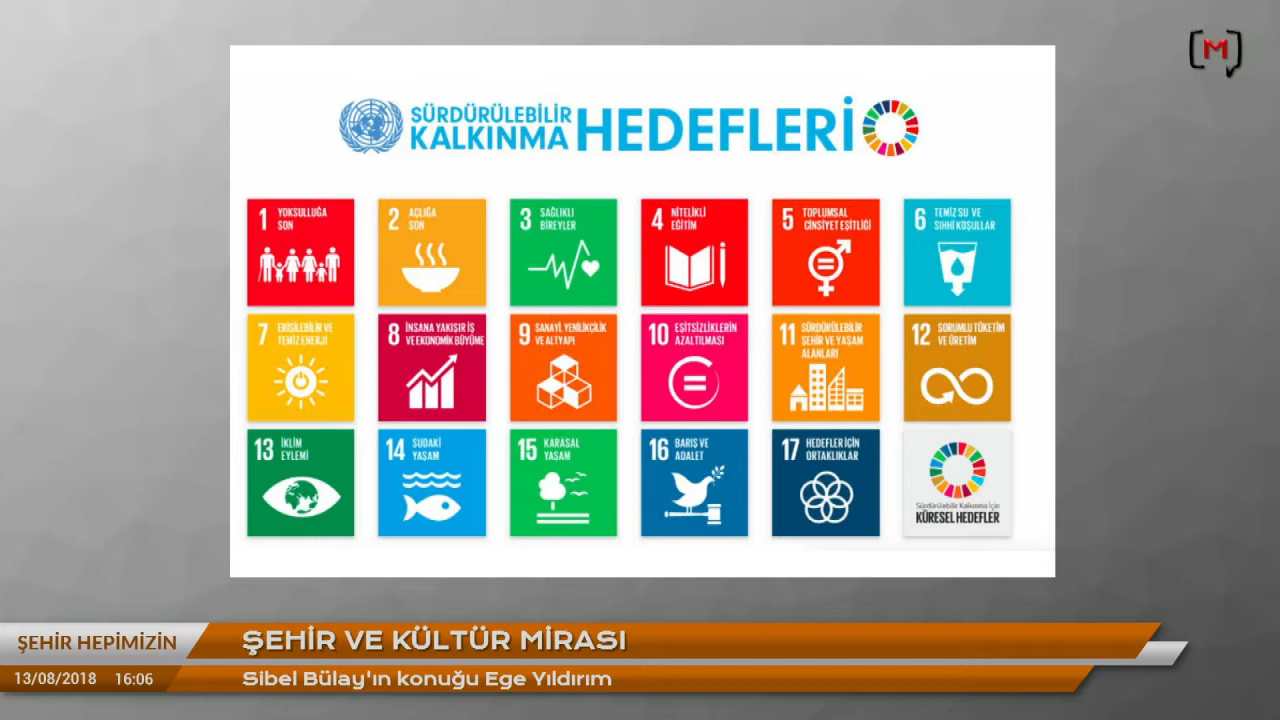 SÜRDÜRÜLEBİLİR
KALKINMA HEDEFLERİ
1 YOKSULLUĞA
SON
2 AÇLIĞA
SON
3 SAĞLIKLI
BİREYLER
4 NİTELİKLİ
EĞİTİM
5 TOPLUMSAL
CİNSİYET EŞİTLİĞİ
6 TEMİZ SU VE
SIHHİ KOŞULLAR
7 ERİŞİLEBİLİR VE
TEMİZ ENERJİ
8 İNSANA YAKIŞIR İŞ
VE EKONOMİK BÜYÜME
9 SANAYİ, YENİLİKÇİLİK
VE ALTYAPI
10 EŞİTSİZLİKLERİN
AZALTILMASI
11 SÜRDÜRÜLEBİLİR
ŞEHİR VE YAŞAM
ALANLARI
12 SORUMLU TÜKETİM
VE ÜRETİM
13 İKLİM
EYLEMİ
14 SUDAKİ
YAŞAM
15 KARASAL
YAŞAM
16 BARIŞ VE
ADALET
17 HEDEFLER İÇİN
ORTAKLIKLAR
Sürdürülebilir Kalkınma İçin
KÜRESEL HEDEFLER
[M]
ŞEHİR HEPİMİZİN
ŞEHİR VE KÜLTÜR MİRASI
13/08/2018 16:06
Sibel Bülay'ın konuğu Ege Yıldırım